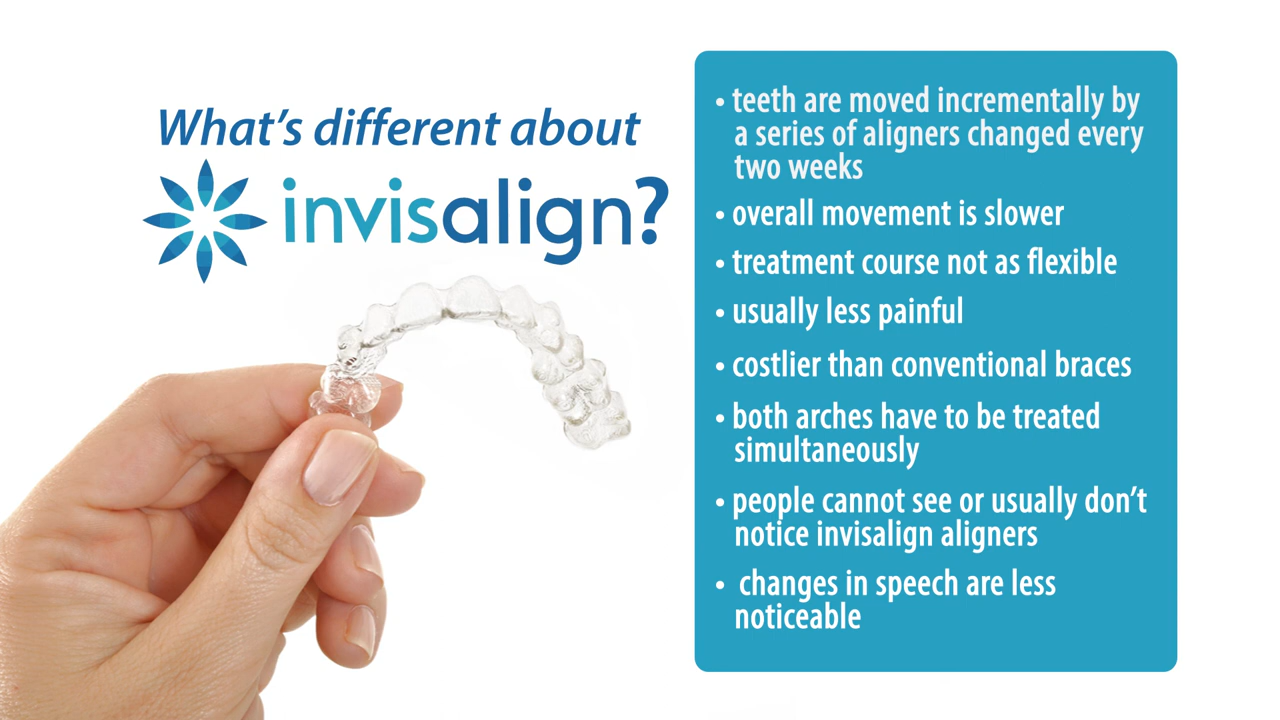 What's different about
invisalign?
• teeth are moved incrementally by
a series of aligners changed every
two weeks
• overall movement is slower
• treatment course not as flexible
• usually less painful
• costlier than conventional braces
• both arches have to be treated
simultaneously
• people cannot see or usually don't
notice invisalign aligners
• changes in speech are less
noticeable